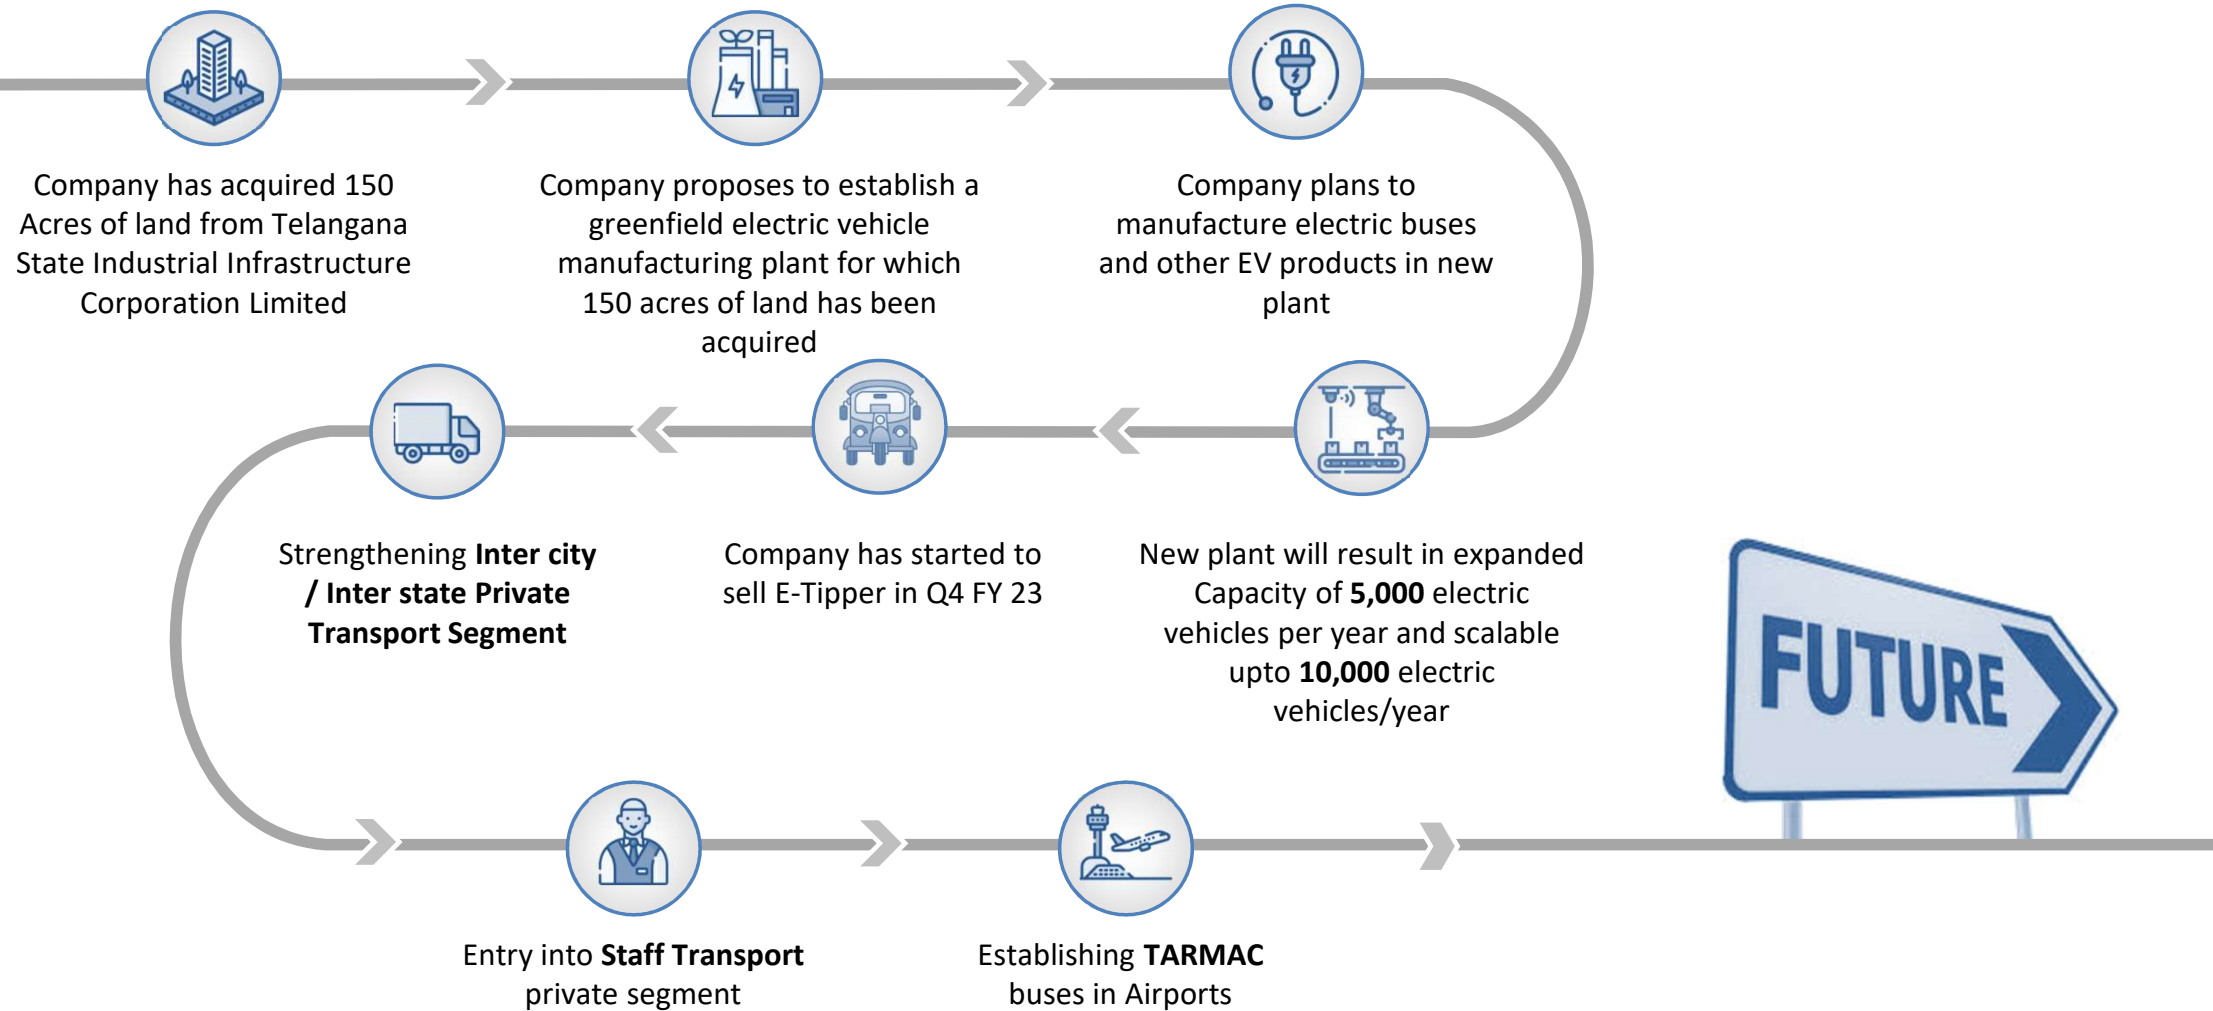 Company has acquired 150
Acres of land from Telangana
State Industrial Infrastructure
Corporation Limited
Company proposes to establish a
greenfield electric vehicle
manufacturing plant for which
150 acres of land has been
acquired
Company plans to
manufacture electric buses
and other EV products in new
plant
New plant will result in expanded
Capacity of 5,000 electric
vehicles per year and scalable
upto 10,000 electric
vehicles/year
Company has started to
sell E-Tipper in Q4 FY 23
Strengthening Inter city
/ Inter state Private
Transport Segment
Entry into Staff Transport
private segment
Establishing TARMAC
buses in Airports
FUTURE